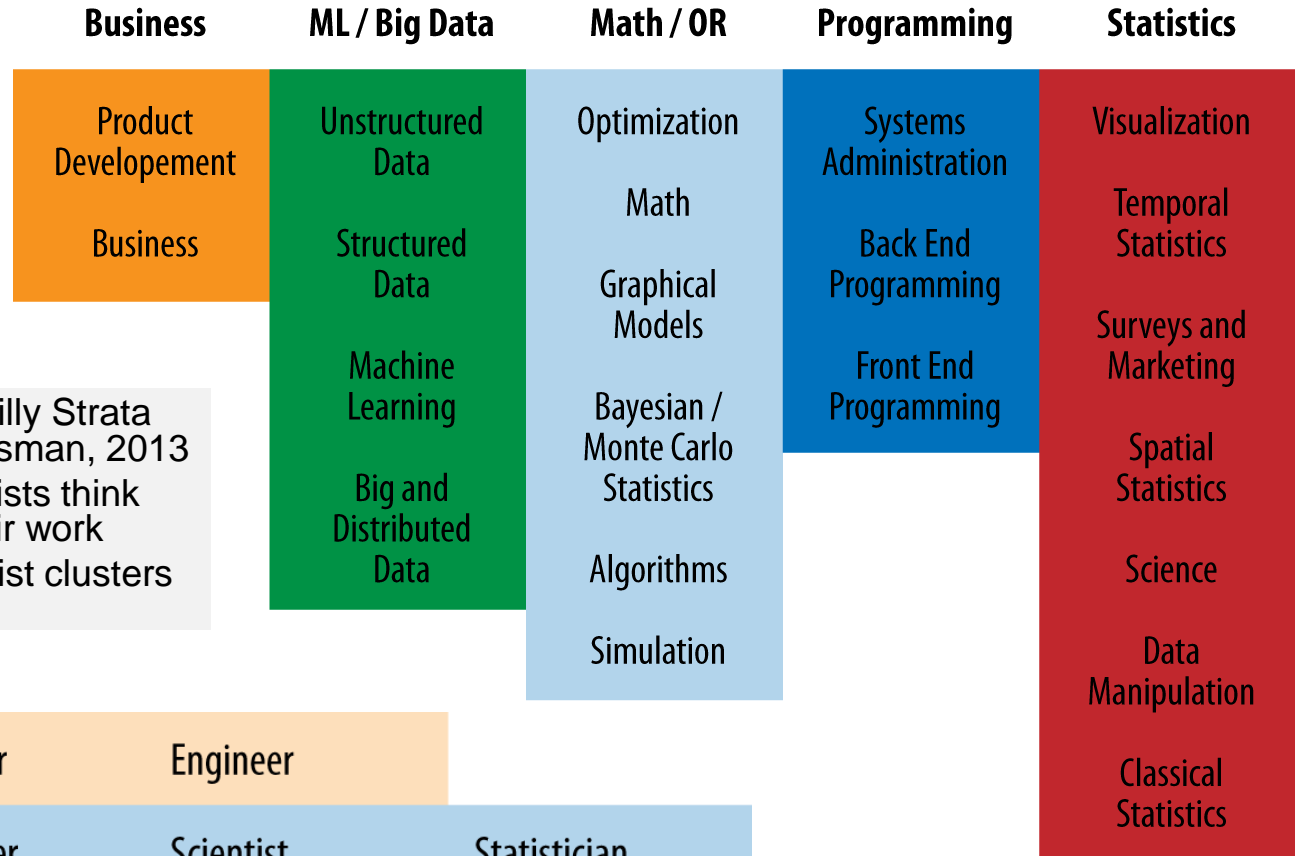 Business
ML / Big Data
Math / OR
Programming
Statistics
Product
Developement
Business
Unstructured
Data
Structured
Data
Machine
Learning
Big and
Distributed
Data
Optimization
Math
Graphical
Models
Bayesian /
Monte Carlo
Statistics
Algorithms
Simulation
Systems
Administration
Back End
Programming
Front End
Programming
Visualization
Temporal
Statistics
Surveys and
Marketing
Spatial
Statistics
Science
Data
Manipulation
Classical
Statistics
illy Strata
sman, 2013
ists think
ir work
ist clusters
r Engineer
er Scientist Statistician